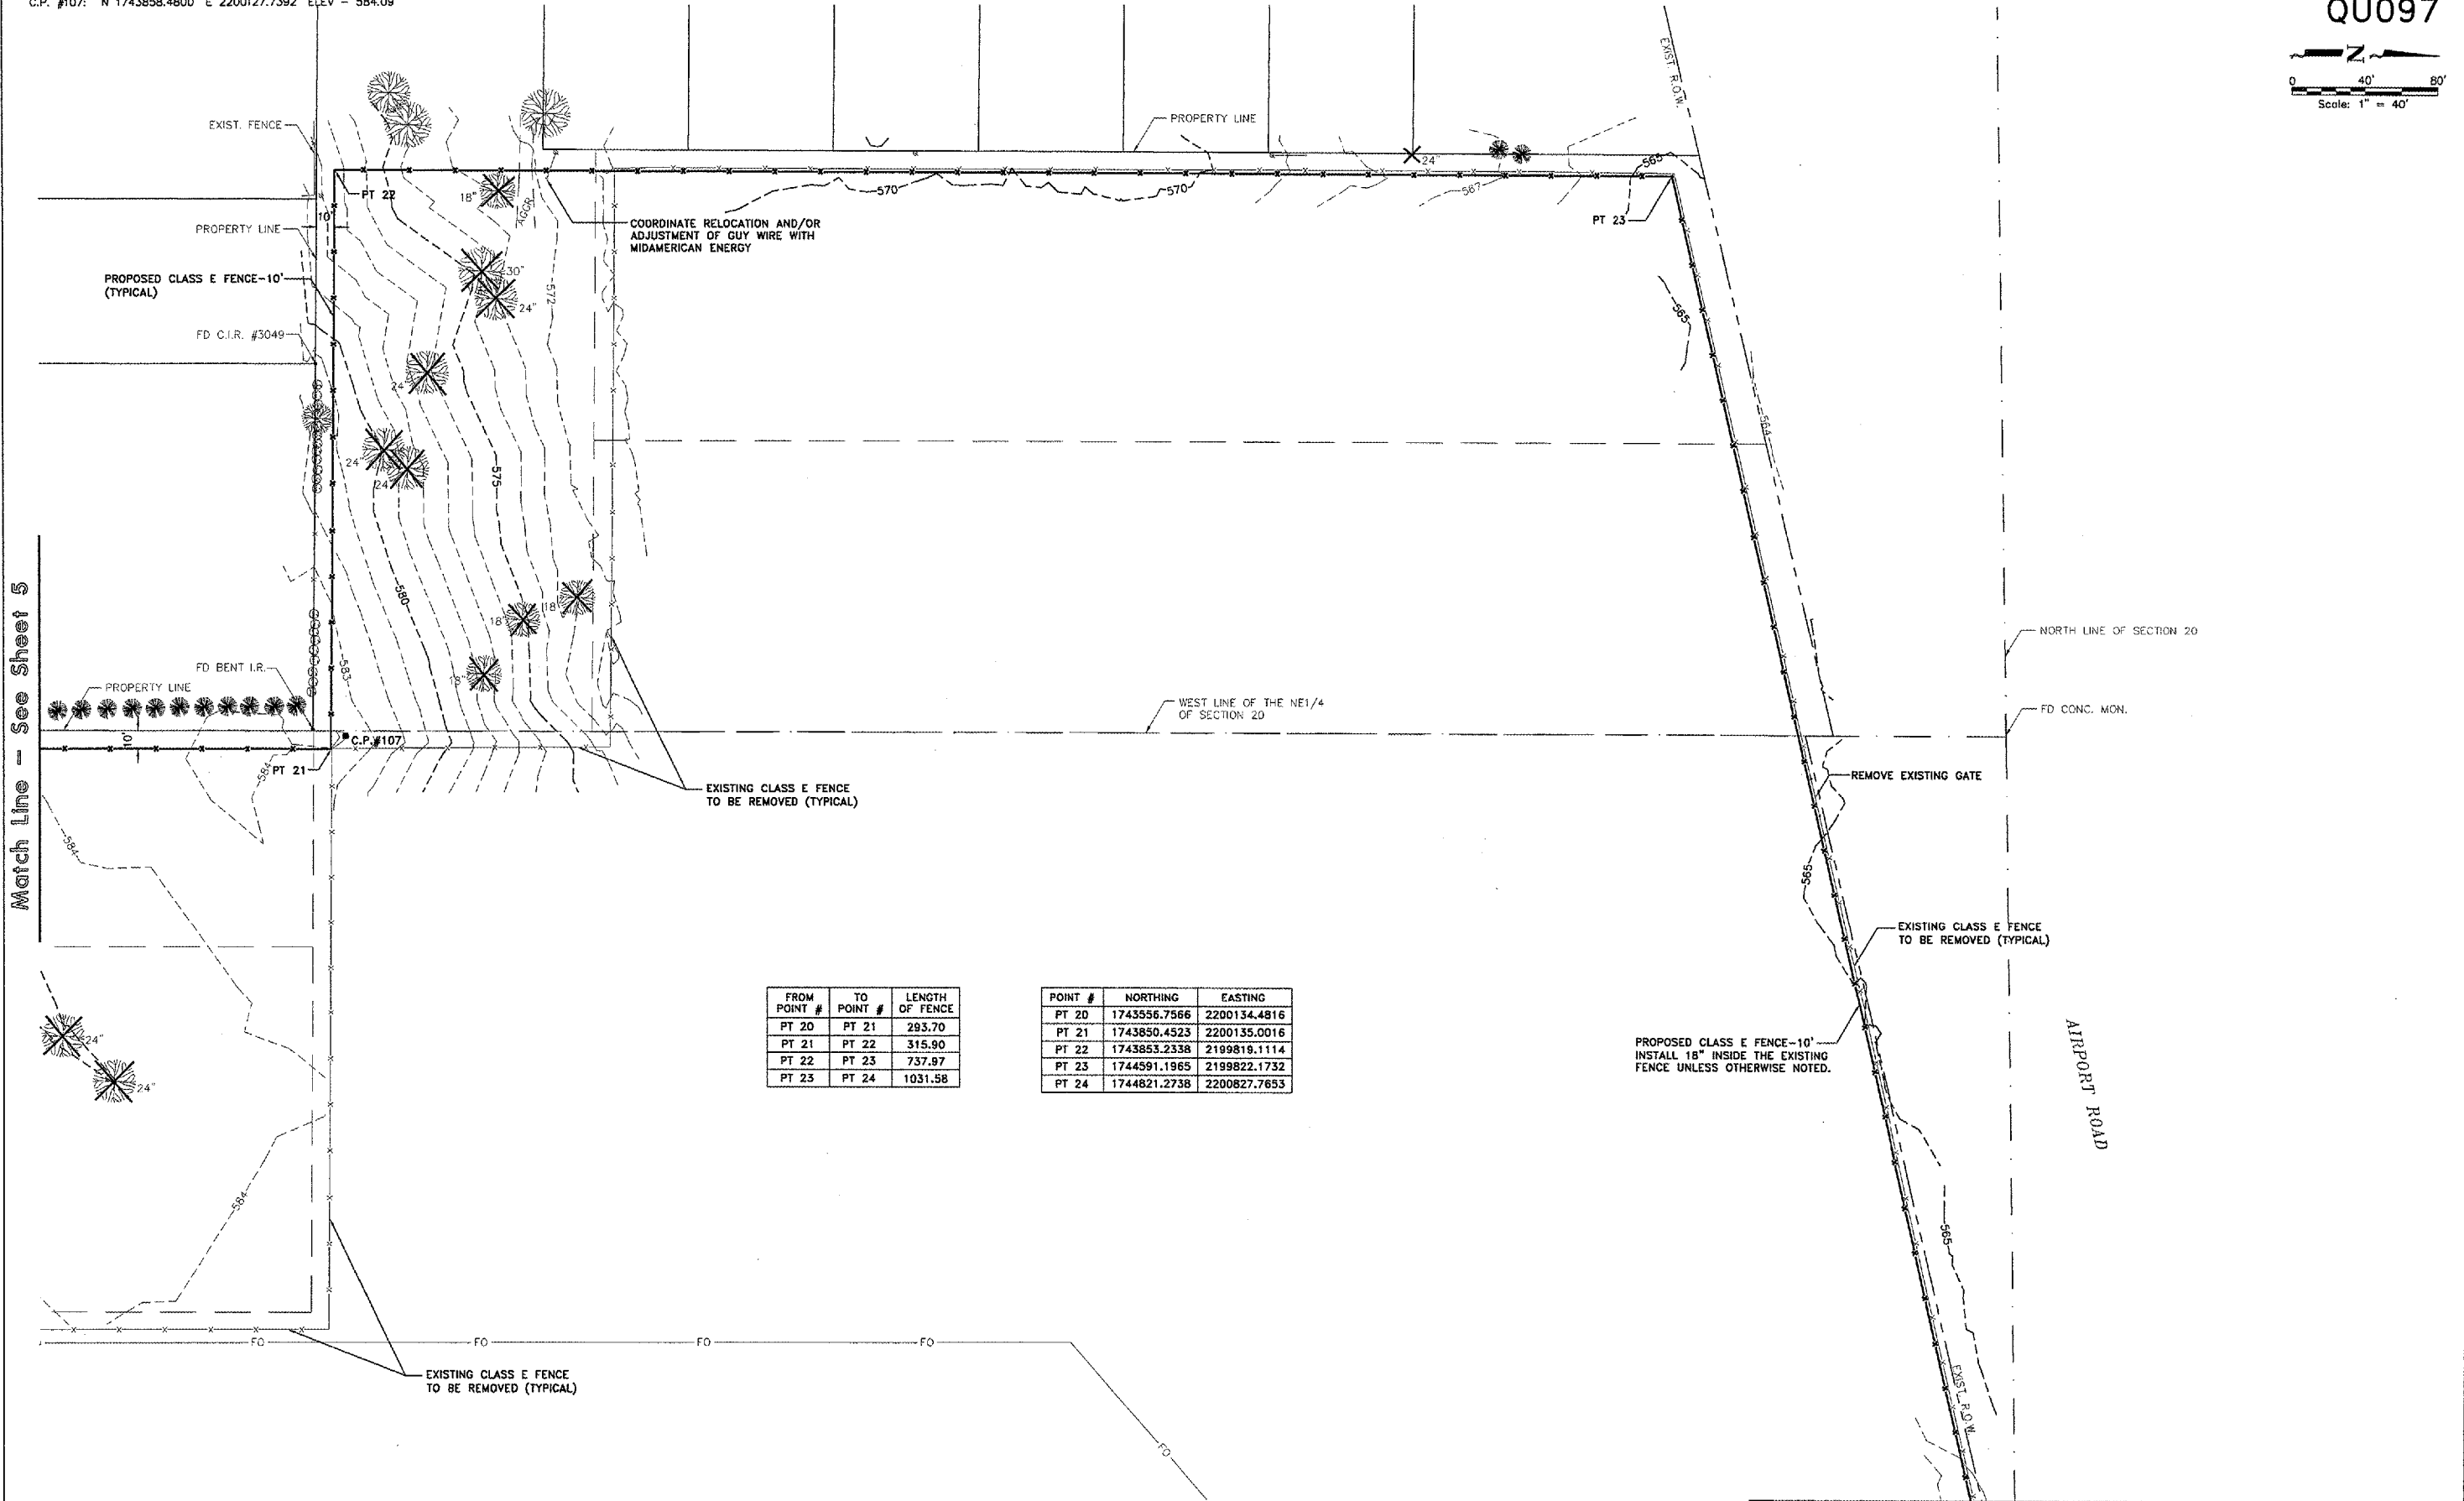 C.P. #107: N 1743858.4800 E 2200127.7392 ELEV = 584.09
QU097
N
0 40' 80'
Scale: 1" = 40'
EXIST. FENCE
PT 22
10'
PROPERTY LINE
PROPOSED CLASS E FENCE-10'
(TYPICAL)
FD C.I.R. #3049
18"
AGGR.
COORDINATE RELOCATION AND/OR
ADJUSTMENT OF GUY WIRE WITH
MIDAMERICAN ENERGY
30"
24"
572
24"
24"
24"
575
580
18"
18"
18"
583
PROPERTY LINE
24"
570
570
567
565
EXIST. R.O.W.
PT 23
565
564
Match Line - See Sheet 5
FD BENT I.R.
PROPERTY LINE
10'
C.P.#107
PT 21
584
584
WEST LINE OF THE NE1/4
OF SECTION 20
NORTH LINE OF SECTION 20
FD CONC. MON.
EXISTING CLASS E FENCE
TO BE REMOVED (TYPICAL)
REMOVE EXISTING GATE
565
EXISTING CLASS E FENCE
TO BE REMOVED (TYPICAL)
FROM POINT # TO POINT # LENGTH OF FENCE
PT 20 PT 21 293.70
PT 21 PT 22 315.90
PT 22 PT 23 737.97
PT 23 PT 24 1031.58
POINT # NORTHING EASTING
PT 20 1743556.7566 2200134.4816
PT 21 1743850.4523 2200135.0016
PT 22 1743853.2338 2199819.1114
PT 23 1744591.1965 2199822.1732
PT 24 1744821.2738 2200827.7653
PROPOSED CLASS E FENCE-10'
INSTALL 18" INSIDE THE EXISTING
FENCE UNLESS OTHERWISE NOTED.
AIRPORT ROAD
24"
24"
584
565
FO FO FO FO
FO
EXISTING CLASS E FENCE
TO BE REMOVED (TYPICAL)
EXIST. R.O.W.